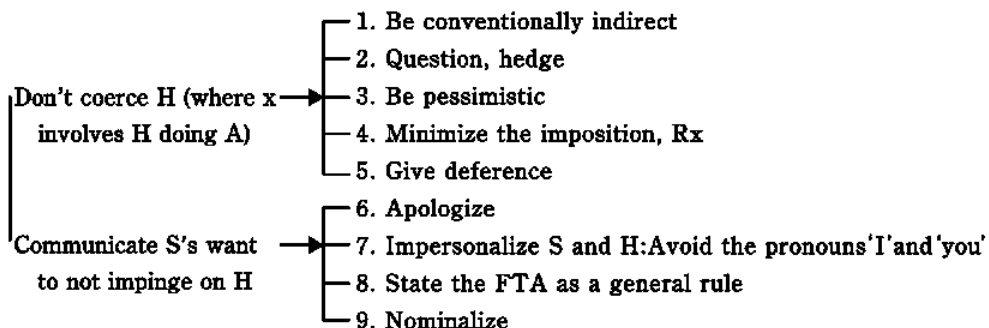 1. Be conventionally indirect
2. Question, hedge
Don't coerce H (where x
3. Be pessimistic
involves H doing A)
4. Minimize the imposition, Rx
5. Give deference
6. Apologize
Communicate S's want
7. Impersonalize S and H:Avoid the pronouns'I'and'you'
to not impinge on H
8. State the FTA as a general rule
9. Nominalize